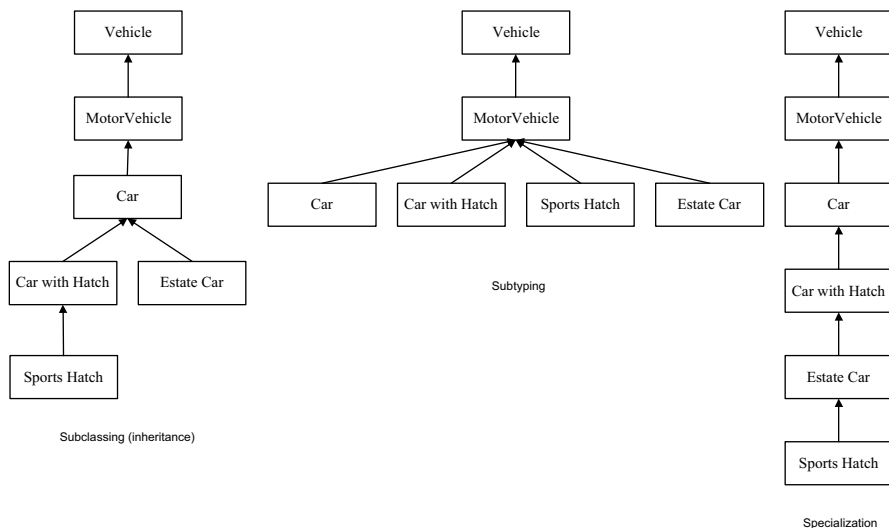 Vehicle
MotorVehicle
Car
Car with Hatch
Estate Car
Sports Hatch
Subclassing (inheritance)
Vehicle
MotorVehicle
Car
Car with Hatch
Sports Hatch
Estate Car
Subtyping
Vehicle
MotorVehicle
Car
Car with Hatch
Estate Car
Sports Hatch
Specialization